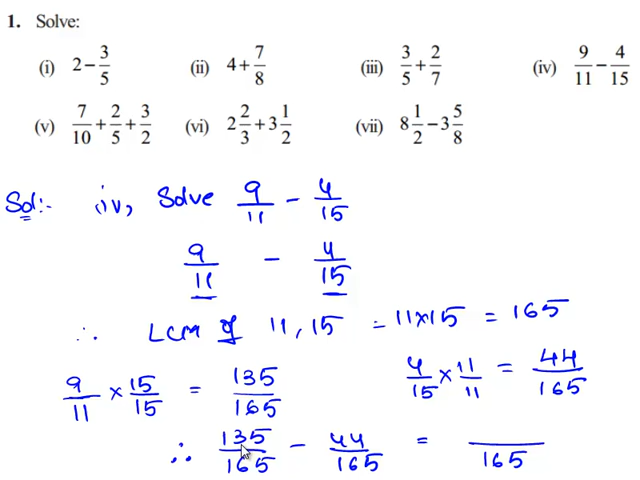 1. Solve:
(i) 2 − 3/5 (ii) 4 + 7/8 (iii) 3/5 + 2/7 (iv) 9/11 − 4/15
(v) 7/10 + 2/5 + 3/2 (vi) 2 2/3 + 3 1/2 (vii) 8 1/2 − 3 5/8
Sol:- iv, Solve 9/11 − 4/15
9/11 − 4/15
∴ LCM of 11, 15 = 11×15 = 165
9/11 × 15/15 = 135/165 4/15 × 11/11 = 44/165
∴ 135/165 − 44/165 = /165